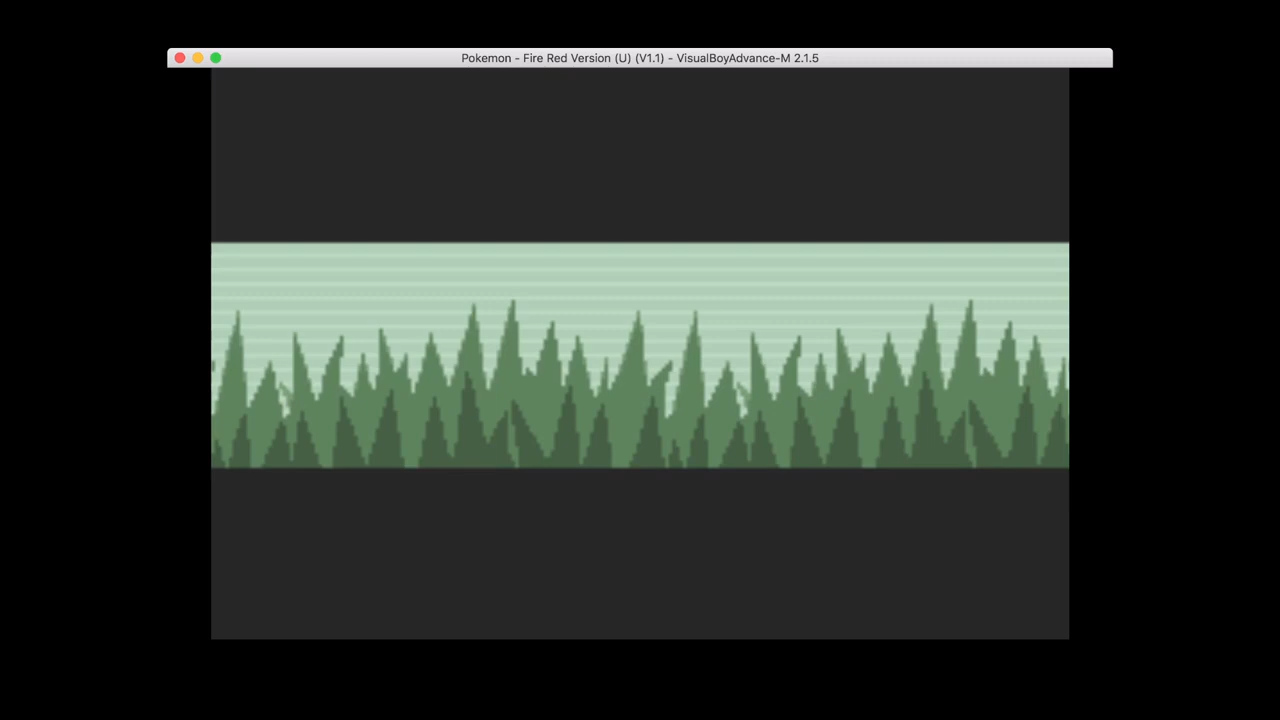 Pokemon - Fire Red Version (U) (V1.1) - VisualBoyAdvance-M 2.1.5